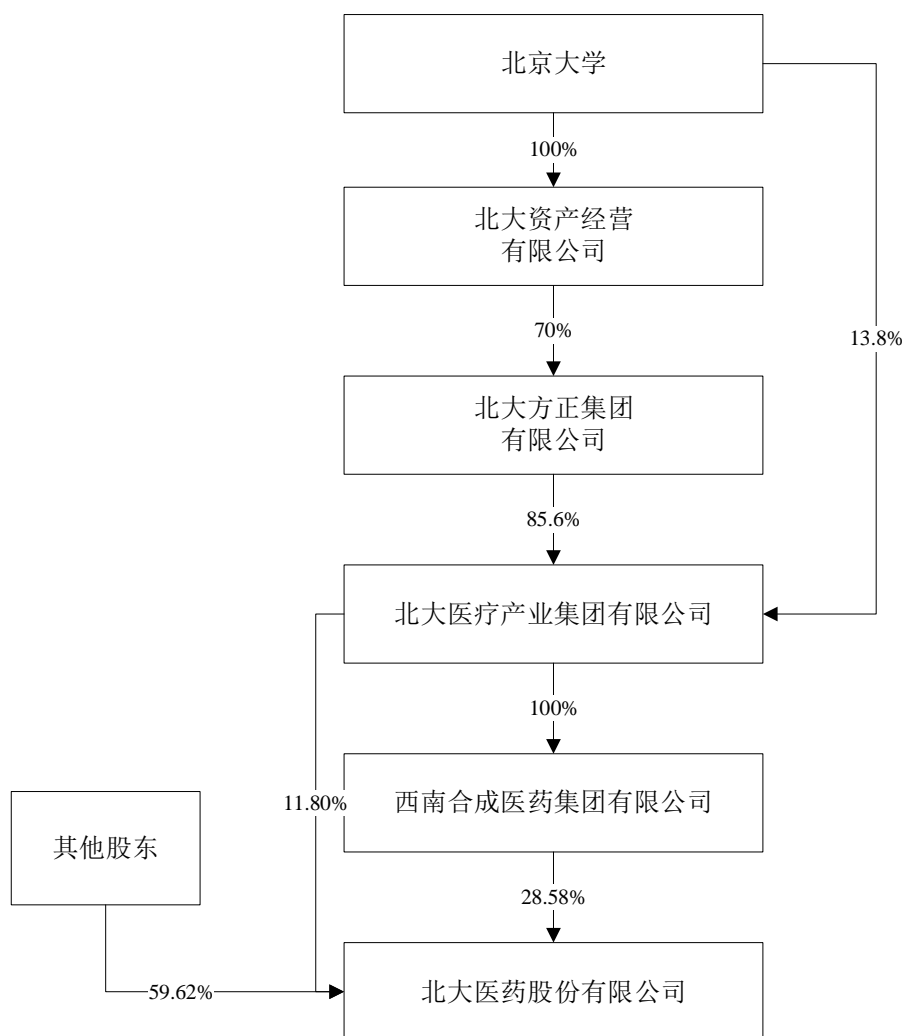 北京大学
100%
北大资产经营
有限公司
70%
13.8%
北大方正集团
有限公司
85.6%
北大医疗产业集团有限公司
100%
11.80%
西南合成医药集团有限公司
其他股东
28.58%
59.62%
北大医药股份有限公司